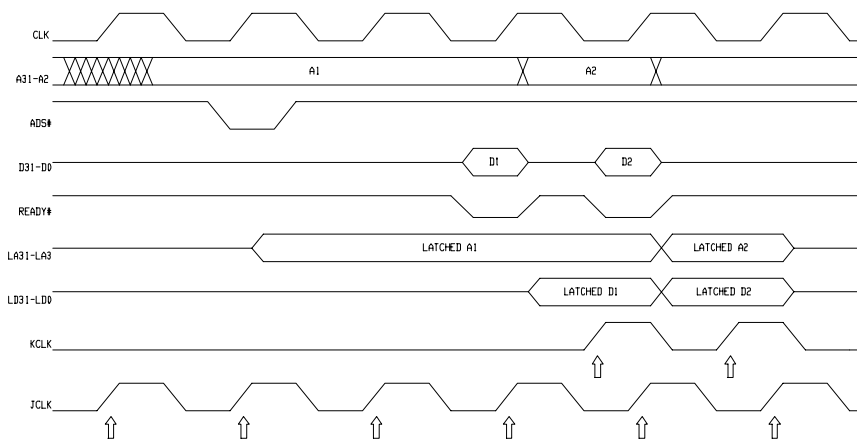 CLK
A31-A2 A1 A2
ADS#
D31-D0 D1 D2
READY#
LA31-LA3 LATCHED A1 LATCHED A2
LD31-LD0 LATCHED D1 LATCHED D2
KCLK
JCLK